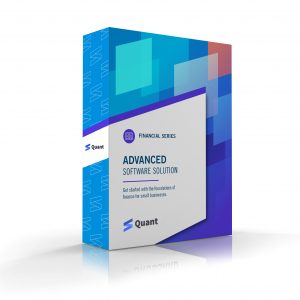 FINANCIAL SERIES
ADVANCED
SOFTWARE SOLUTION
Get started with the foundations of
finance for small businesses.
Quant
Quant